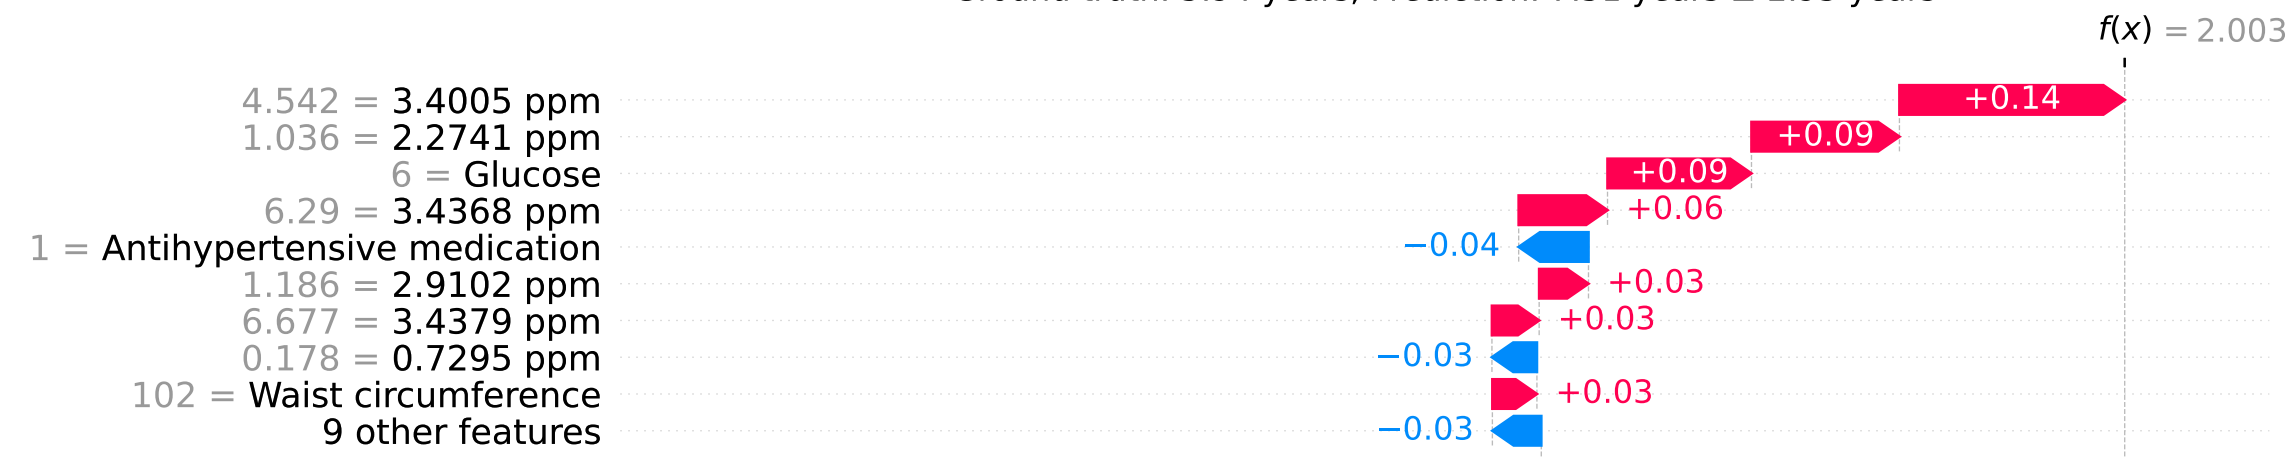 f(x) = 2.003
4.542 = 3.4005 ppm +0.14
1.036 = 2.2741 ppm +0.09
6 = Glucose +0.09
6.29 = 3.4368 ppm +0.06
1 = Antihypertensive medication −0.04
1.186 = 2.9102 ppm +0.03
6.677 = 3.4379 ppm +0.03
0.178 = 0.7295 ppm −0.03
102 = Waist circumference +0.03
9 other features −0.03